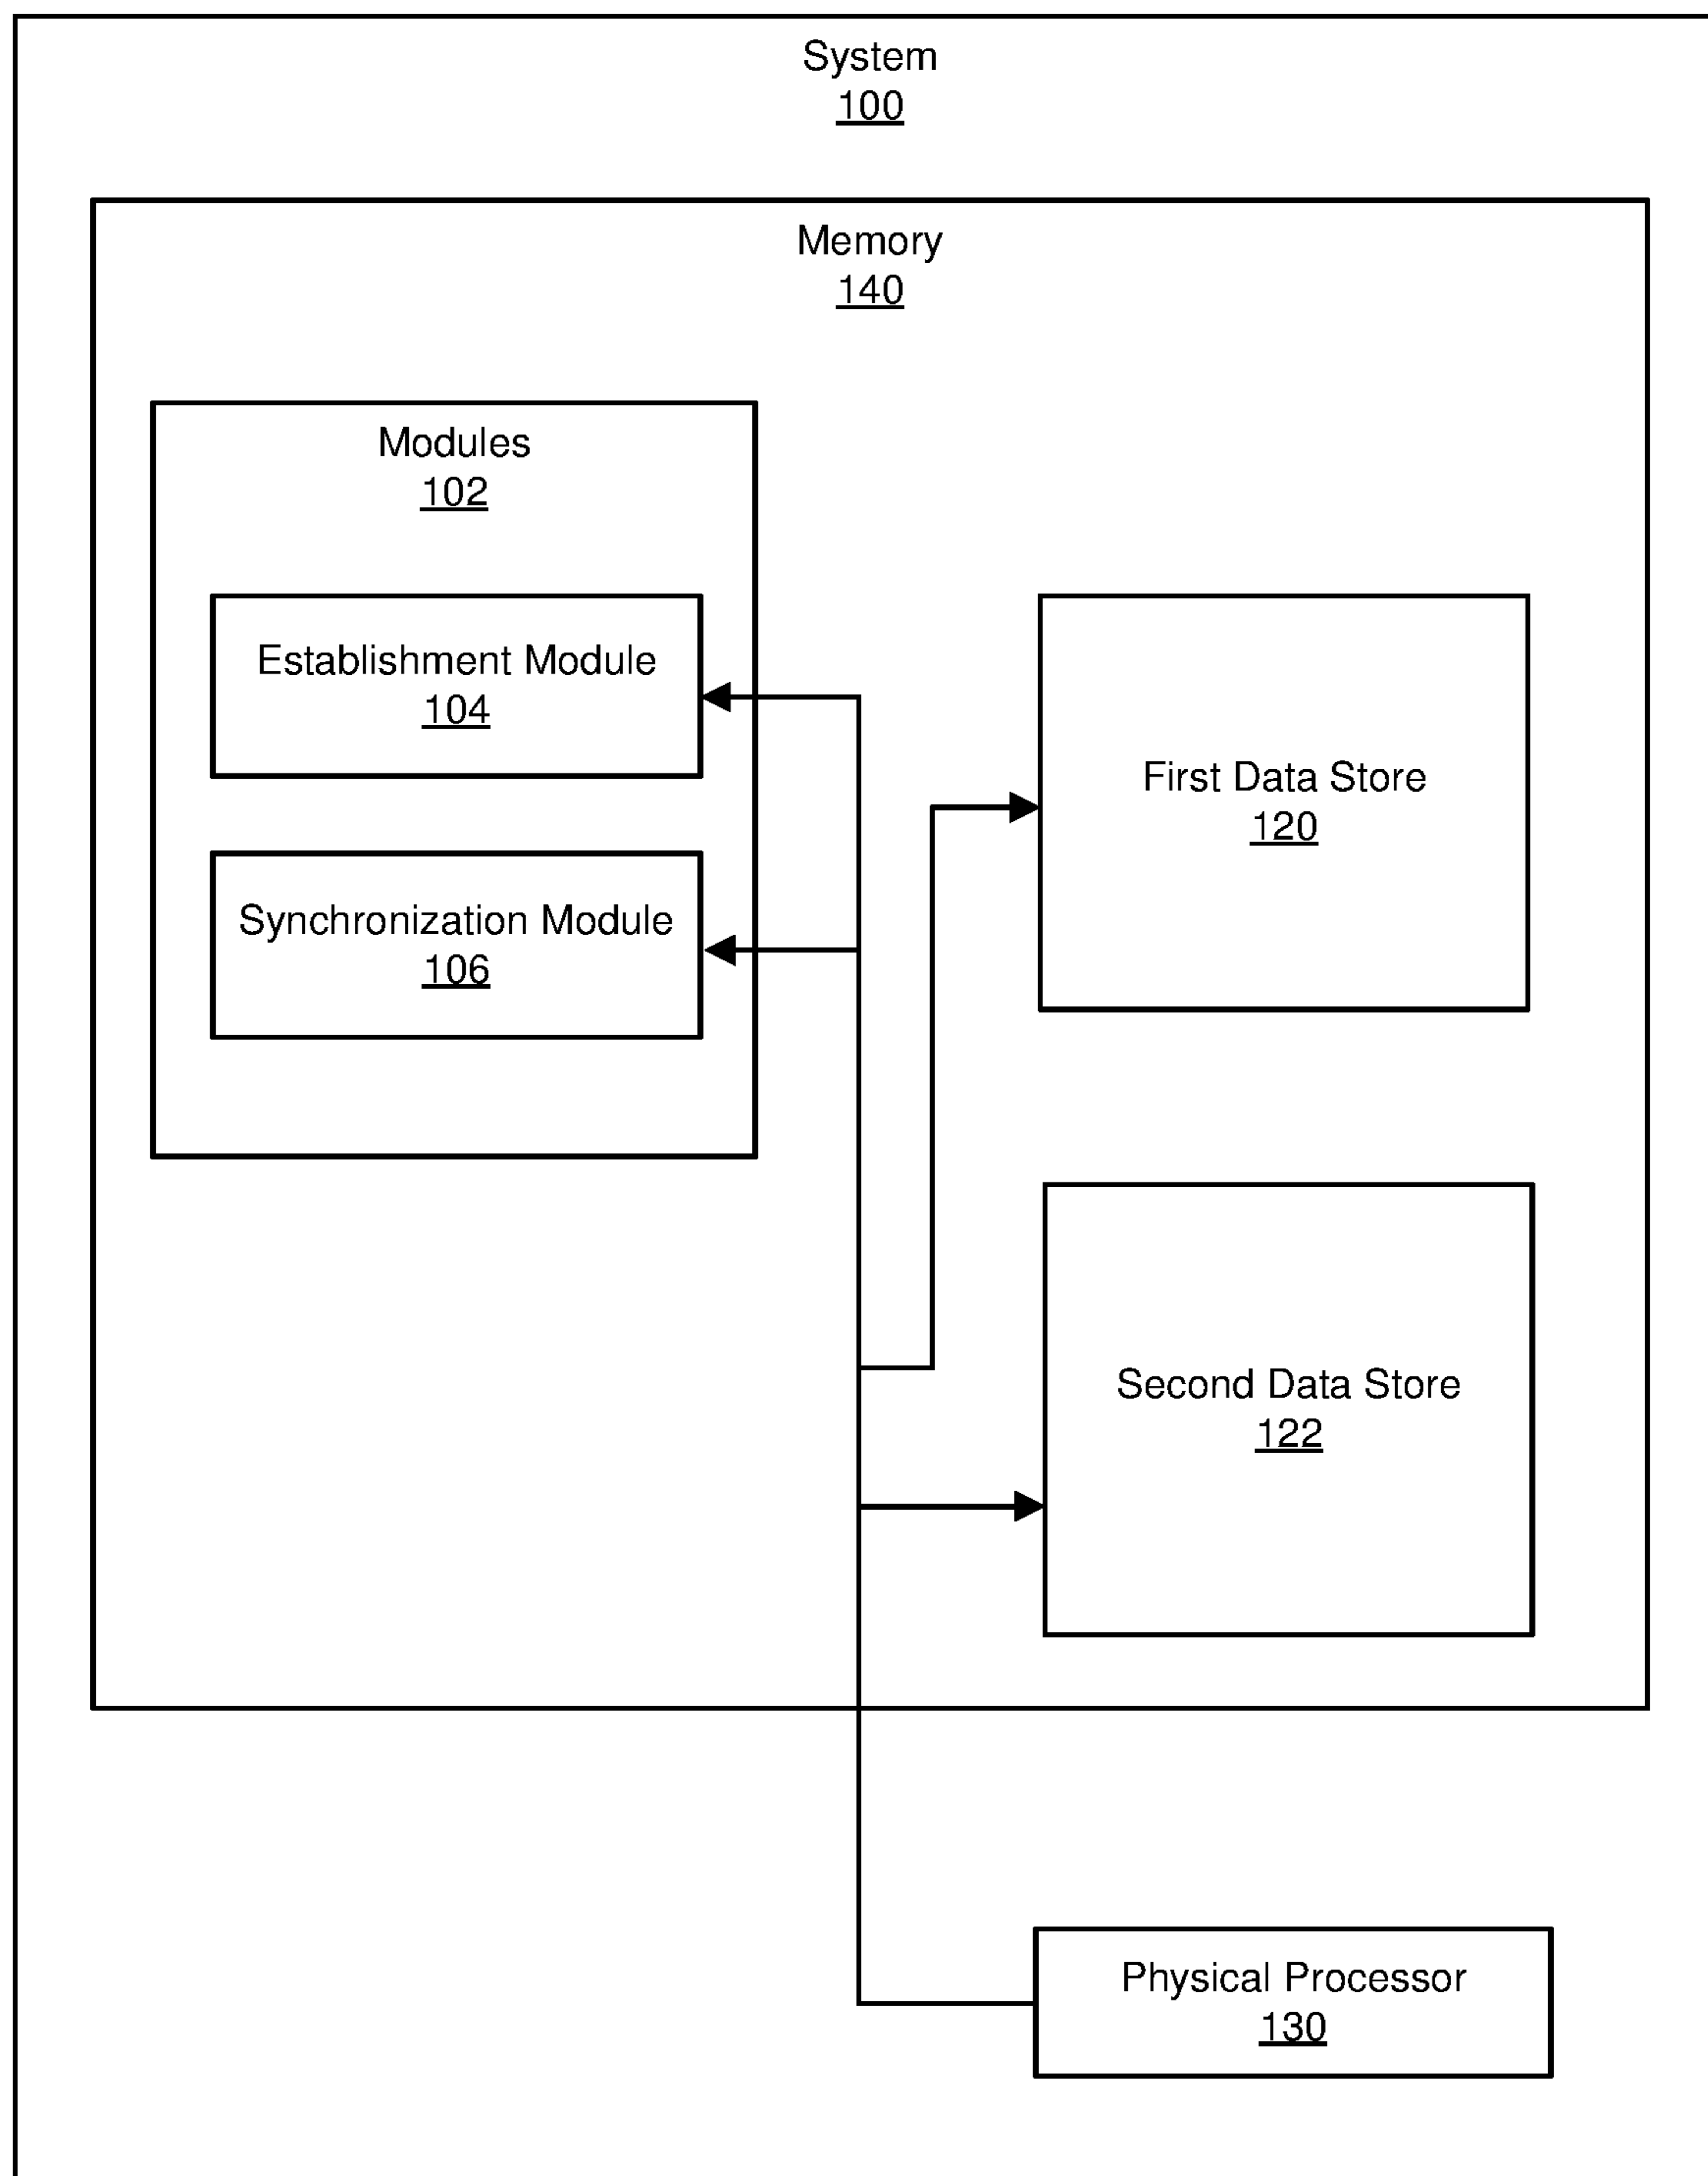 System
100
Memory
140
Modules
102
Establishment Module
104
Synchronization Module
106
First Data Store
120
Second Data Store
122
Physical Processor
130